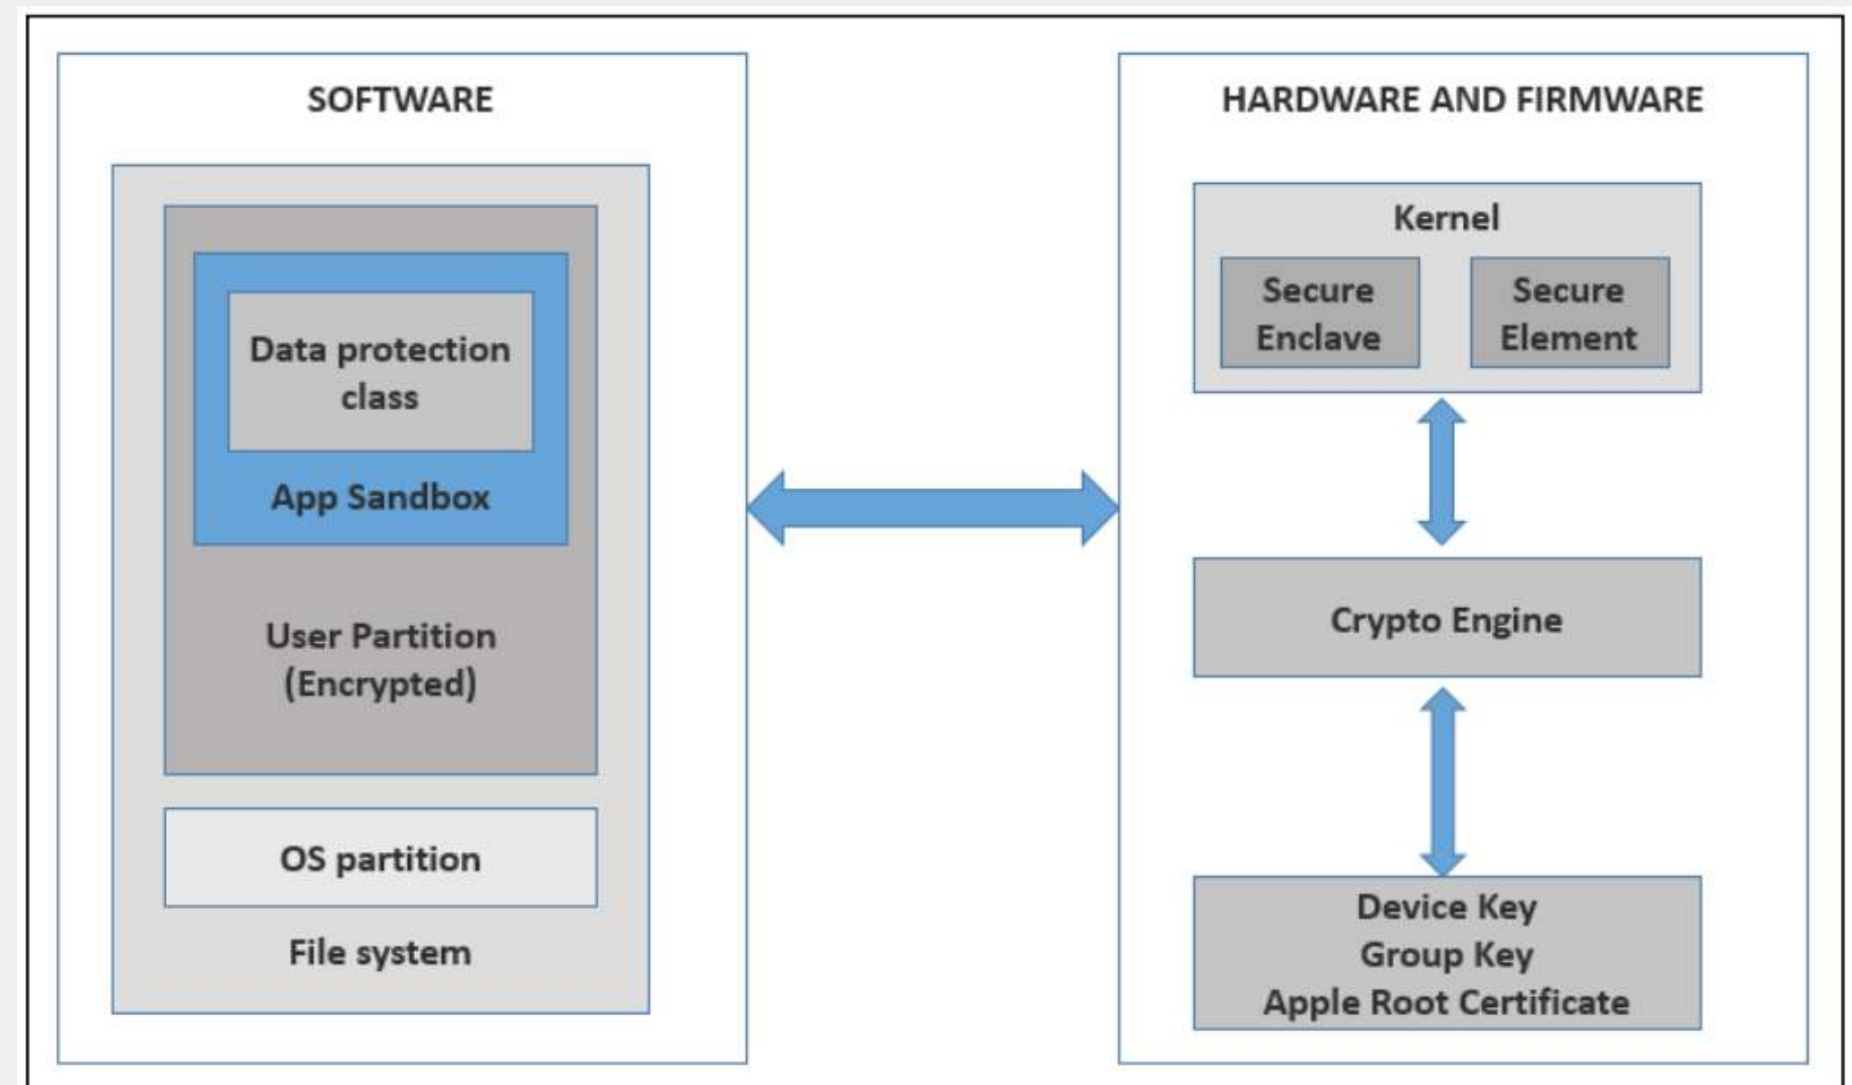 SOFTWARE
Data protection
class
App Sandbox
User Partition
(Encrypted)
OS partition
File system
HARDWARE AND FIRMWARE
Kernel
Secure
Enclave
Secure
Element
Crypto Engine
Device Key
Group Key
Apple Root Certificate